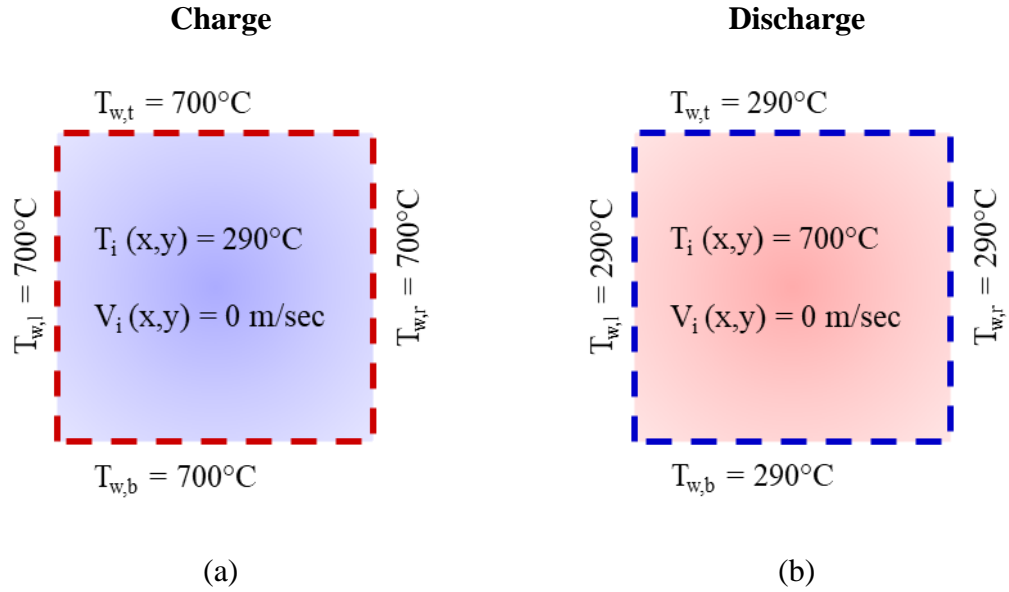 Charge
T_w,t = 700°C
T_w,l = 700°C
T_i (x,y) = 290°C
V_i (x,y) = 0 m/sec
T_w,r = 700°C
T_w,b = 700°C
(a)
Discharge
T_w,t = 290°C
T_w,l = 290°C
T_i (x,y) = 700°C
V_i (x,y) = 0 m/sec
T_w,r = 290°C
T_w,b = 290°C
(b)